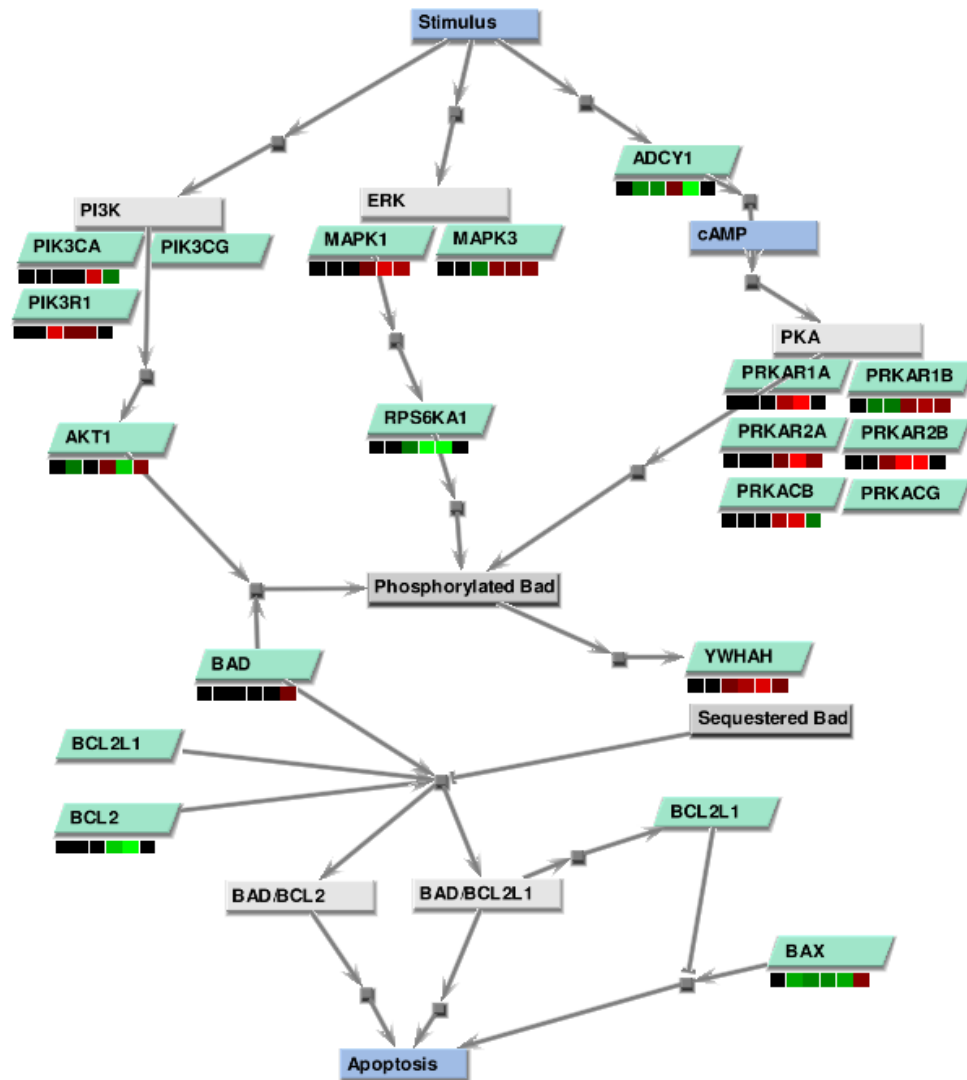 Stimulus
ADCY1
PI3K
ERK
cAMP
PIK3CA
PIK3CG
MAPK1
MAPK3
PIK3R1
PKA
PRKAR1A
PRKAR1B
AKT1
RPS6KA1
PRKAR2A
PRKAR2B
PRKACB
PRKACG
Phosphorylated Bad
BAD
YWHAH
Sequestered Bad
BCL2L1
BCL2
BCL2L1
BAD/BCL2
BAD/BCL2L1
BAX
Apoptosis